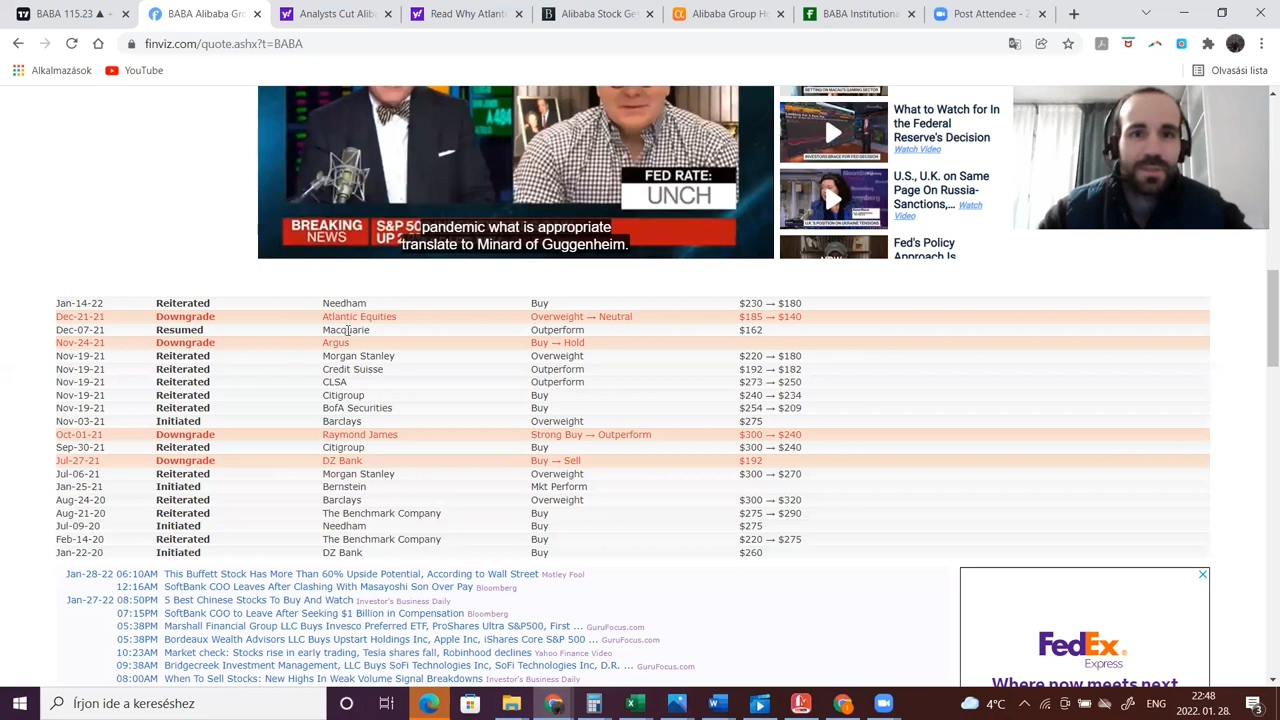 BABA 115.98
BABA Alibaba Gro
Analysts Cut Alibab
Read Why Alibaba
BABA Stock Ge
Alibaba Group Ho
BABA Institutiona
Post Attendee - Z
finviz.com/quote.ashx?t=BABA
Alkalmazások YouTube
Olvasási lista
What to Watch for In
the Federal
Reserve's Decision
Watch Video
U.S., U.K. on Same
Page On Russia-
Sanctions,... Watch
Video
Fed's Policy
Approach Is
FED RATE:
UNCH
BREAKING
NEWS
S&P 50
pandemic what is appropriate
translate to Minard of Guggenheim.
Jan-14-22 Reiterated Needham Buy $230 → $180
Dec-21-21 Downgrade Atlantic Equities Overweight → Neutral $185 → $140
Dec-07-21 Resumed Macquarie Outperform $162
Nov-24-21 Downgrade Argus Buy → Hold
Nov-19-21 Reiterated Morgan Stanley Overweight $220 → $180
Nov-19-21 Reiterated Credit Suisse Outperform $192 → $182
Nov-19-21 Reiterated CLSA Outperform $273 → $250
Nov-19-21 Reiterated Citigroup Buy $240 → $234
Nov-19-21 Reiterated BofA Securities Buy $254 → $209
Nov-03-21 Initiated Barclays Overweight $275
Oct-01-21 Downgrade Raymond James Strong Buy → Outperform $300 → $240
Sep-30-21 Reiterated Citigroup Buy $300 → $240
Jul-27-21 Downgrade DZ Bank Buy → Sell $192
Jul-06-21 Reiterated Morgan Stanley Overweight $300 → $270
Jan-25-21 Initiated Bernstein Mkt Perform
Aug-24-20 Reiterated Barclays Overweight $300 → $320
Aug-21-20 Reiterated The Benchmark Company Buy $275 → $290
Jul-09-20 Initiated Needham Buy $275
Feb-14-20 Reiterated The Benchmark Company Buy $220 → $275
Jan-22-20 Initiated DZ Bank Buy $260
Jan-28-22 06:10AM This Buffett Stock Has More Than 60% Upside Potential, According to Wall Street Motley Fool
12:16AM SoftBank COO Leaves After Clashing With Masayoshi Son Over Pay Bloomberg
Jan-27-22 08:50PM 5 Best Chinese Stocks To Buy And Watch Investor's Business Daily
07:15PM SoftBank COO to Leave After Seeking $1 Billion in Compensation Bloomberg
05:38PM Marshall Financial Group LLC Buys Invesco Preferred ETF, ProShares Ultra S&P500, First ... GuruFocus.com
05:38PM Bordeaux Wealth Advisors LLC Buys Upstart Holdings Inc, Apple Inc, iShares Core S&P 500 ... GuruFocus.com
10:23AM Market check: Stocks rise in early trading, Tesla shares fall, Robinhood declines Yahoo Finance Video
09:38AM Bridgecreek Investment Management, LLC Buys SoFi Technologies Inc, SoFi Technologies Inc, D.R. ... GuruFocus.com
08:00AM When To Sell Stocks: New Highs In Weak Volume Signal Breakdowns Investor's Business Daily
FedEx
Express
Where now meets next
Írjon ide a kereséshez
4°C
22:48
2022. 01. 28.
3